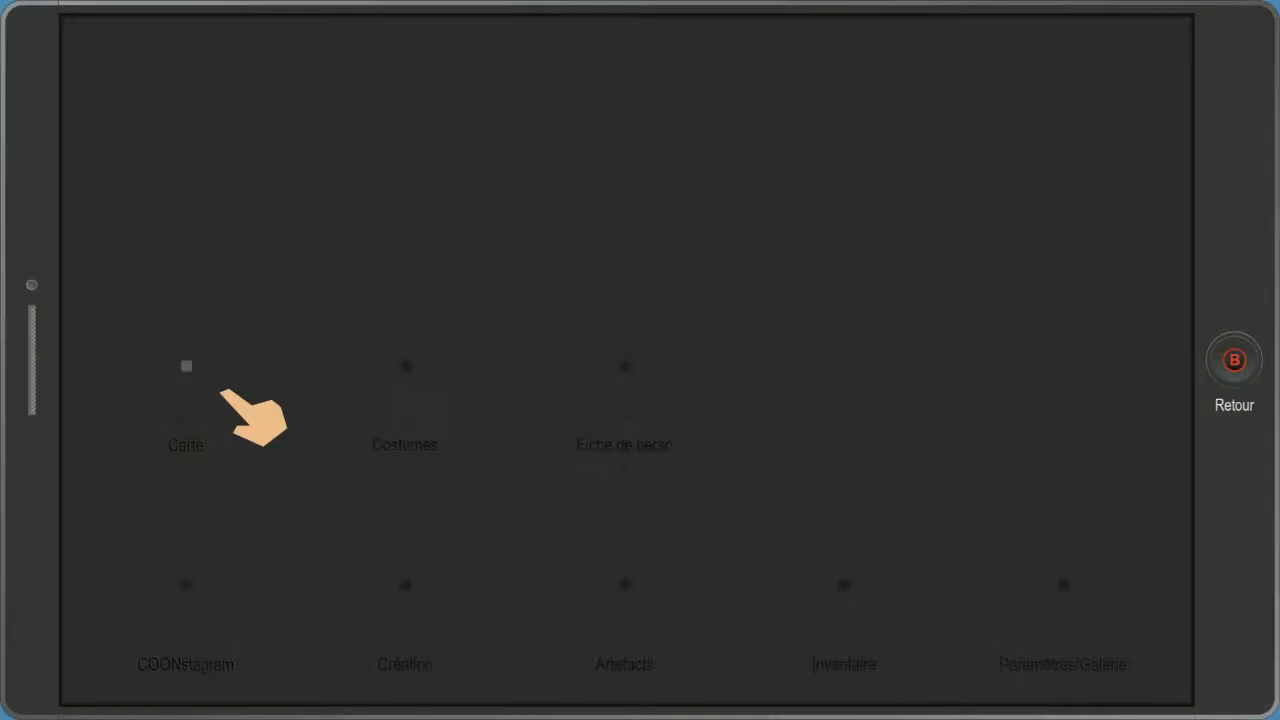 B
Retour
Carte
Costumes
Fiche de perso
COONstagram
Création
Artefacts
Inventaire
Paramètres/Galerie